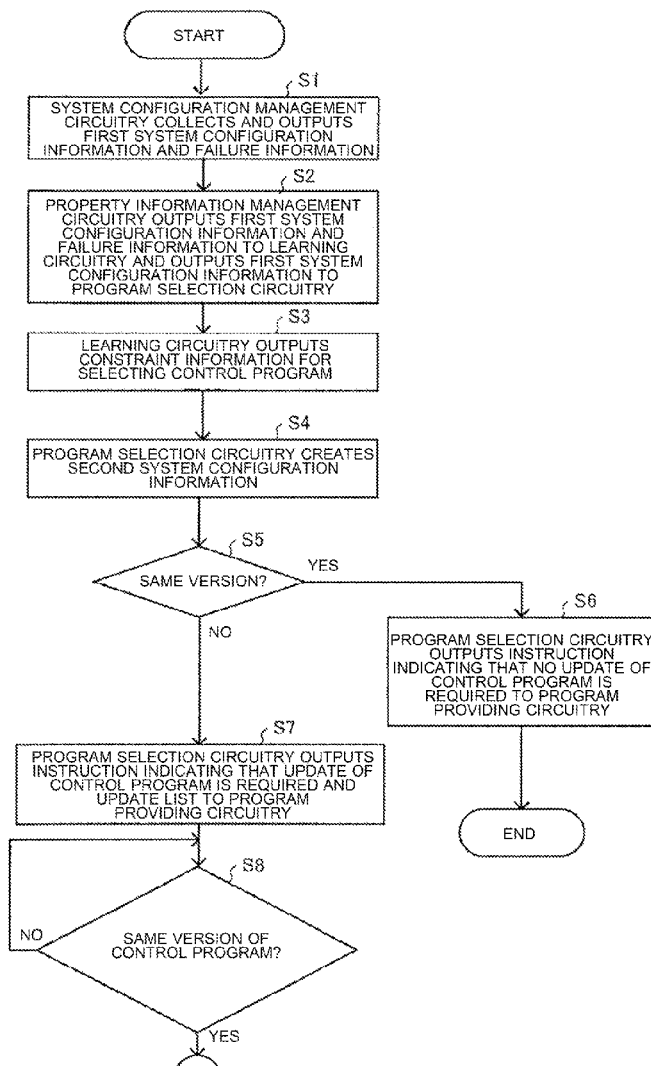 START
S1
SYSTEM CONFIGURATION MANAGEMENT
CIRCUITRY COLLECTS AND OUTPUTS
FIRST SYSTEM CONFIGURATION
INFORMATION AND FAILURE INFORMATION
S2
PROPERTY INFORMATION MANAGEMENT
CIRCUITRY OUTPUTS FIRST SYSTEM
CONFIGURATION INFORMATION AND
FAILURE INFORMATION TO LEARNING
CIRCUITRY AND OUTPUTS FIRST SYSTEM
CONFIGURATION INFORMATION TO
PROGRAM SELECTION CIRCUITRY
S3
LEARNING CIRCUITRY OUTPUTS
CONSTRAINT INFORMATION FOR
SELECTING CONTROL PROGRAM
S4
PROGRAM SELECTION CIRCUITRY CREATES
SECOND SYSTEM CONFIGURATION
INFORMATION
S5
SAME VERSION?
YES
NO
S6
PROGRAM SELECTION CIRCUITRY
OUTPUTS INSTRUCTION
INDICATING THAT NO UPDATE OF
CONTROL PROGRAM IS
REQUIRED TO PROGRAM
PROVIDING CIRCUITRY
END
S7
PROGRAM SELECTION CIRCUITRY OUTPUTS
INSTRUCTION INDICATING THAT UPDATE OF
CONTROL PROGRAM IS REQUIRED AND
UPDATE LIST TO PROGRAM
PROVIDING CIRCUITRY
S8
NO
SAME VERSION OF
CONTROL PROGRAM?
YES